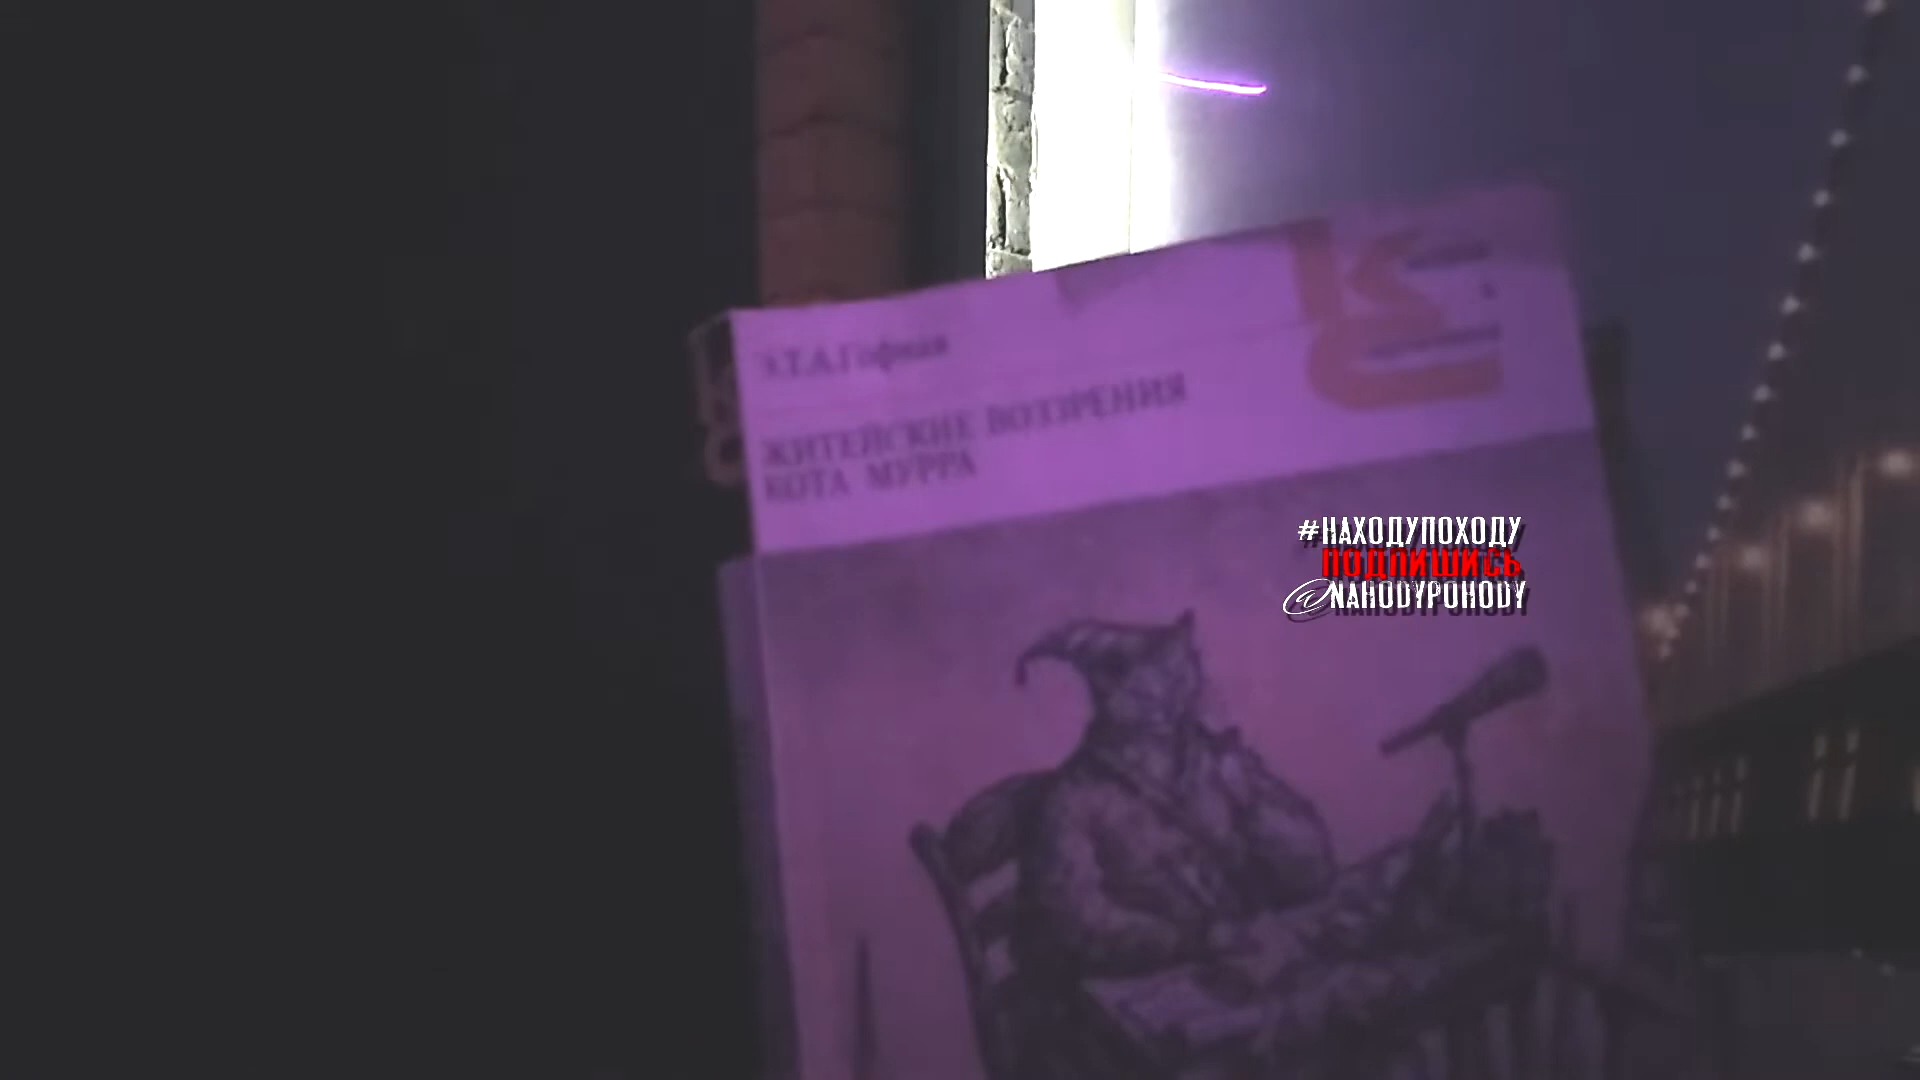 Э.Т.А.Гофман
ЖИТЕЙСКИЕ ВОЗЗРЕНИЯ
КОТА МУРРА
#НАХОДУПОХОДУ
ПОДПИШИСЬ
@NAHODYPOHODY